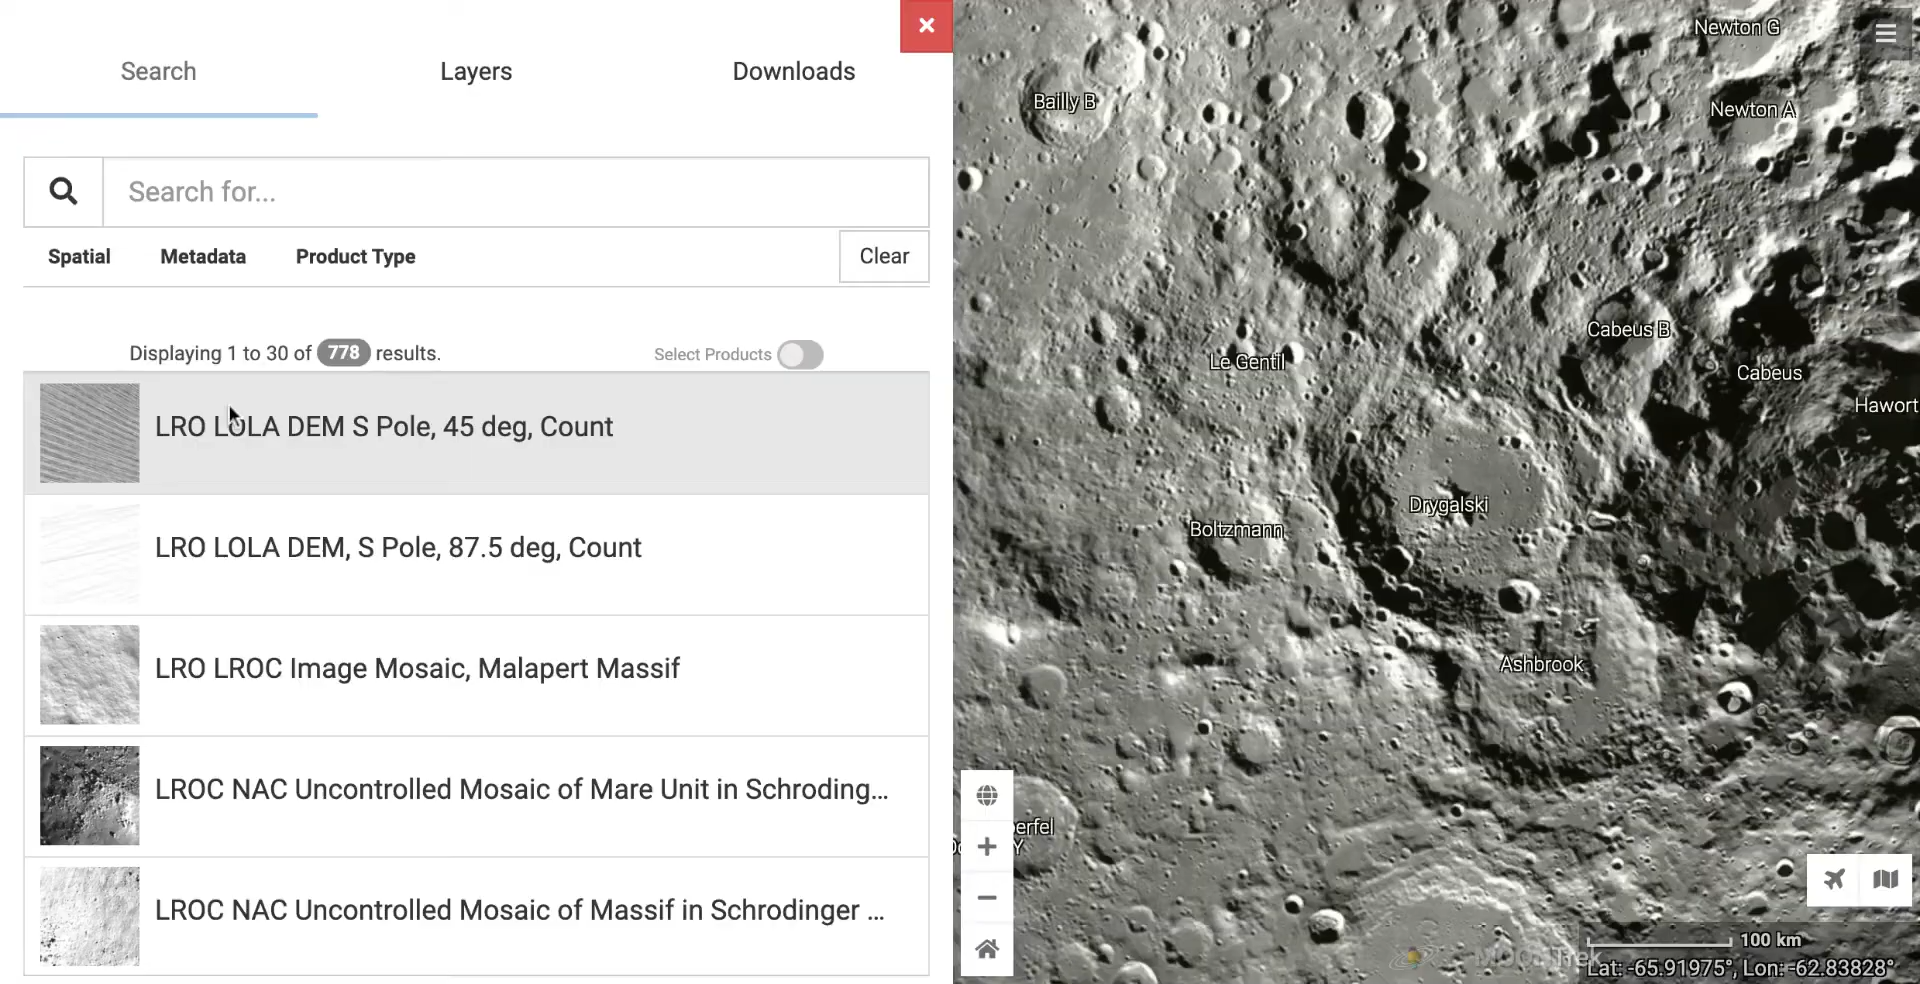 Search
Layers
Downloads
Search for...
Spatial
Metadata
Product Type
Clear
Displaying 1 to 30 of 778 results.
Select Products
LRO LOLA DEM S Pole, 45 deg, Count
LRO LOLA DEM, S Pole, 87.5 deg, Count
LRO LROC Image Mosaic, Malapert Massif
LROC NAC Uncontrolled Mosaic of Mare Unit in Schroding...
LROC NAC Uncontrolled Mosaic of Massif in Schrodinger ...
Newton G
Bailly B
Newton A
Cabeus B
Le Gentil
Cabeus
Hawort
Drygalski
Boltzmann
Ashbrook
erfel
Y
100 km
Lat: -65.91975°, Lon: -62.83828°